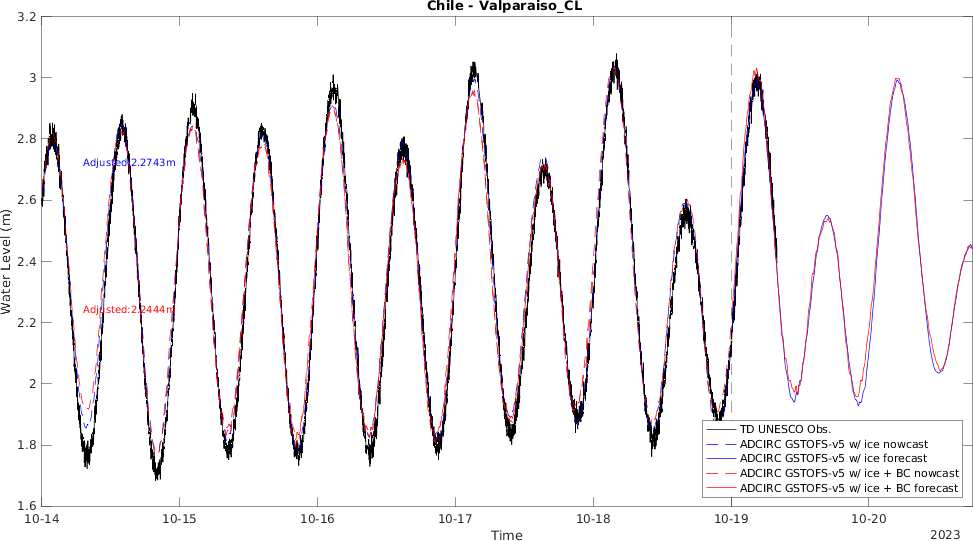 Chile - Valparaiso_CL
3.2
3
2.8
2.6
2.4
2.2
2
1.8
1.6
Water Level (m)
Adjusted:2.2743m
Adjusted:2.2444m
TD UNESCO Obs.
ADCIRC GSTOFS-v5 w/ ice nowcast
ADCIRC GSTOFS-v5 w/ ice forecast
ADCIRC GSTOFS-v5 w/ ice + BC nowcast
ADCIRC GSTOFS-v5 w/ ice + BC forecast
10-14 10-15 10-16 10-17 10-18 10-19 10-20
Time
2023